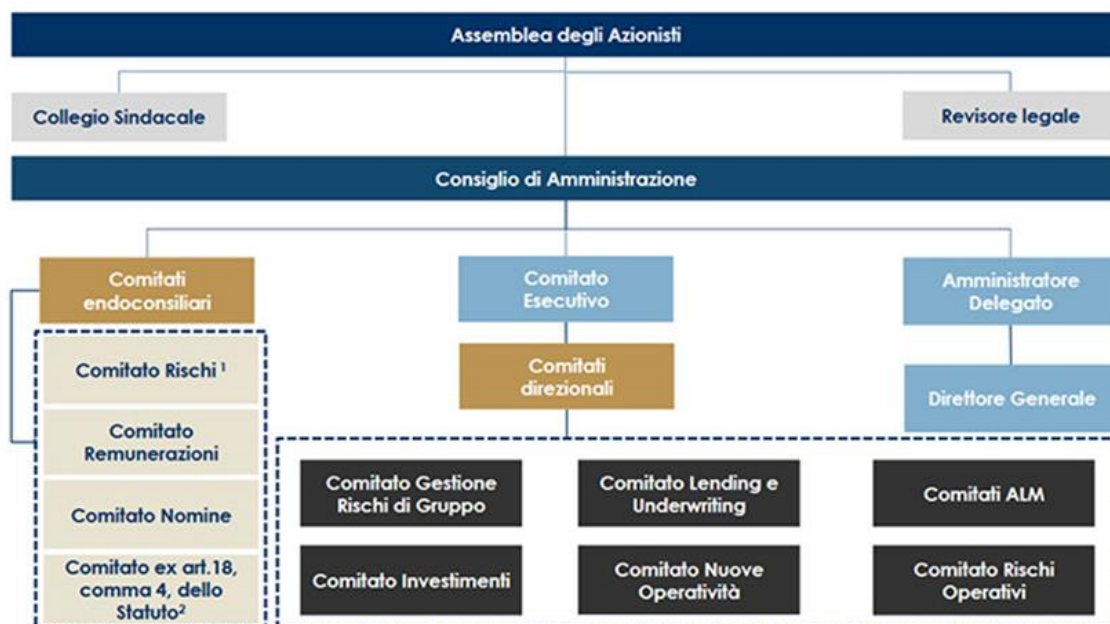 Assemblea degli Azionisti
Collegio Sindacale
Revisore legale
Consiglio di Amministrazione
Comitati
endoconsiliari
Comitato
Esecutivo
Amministratore
Delegato
Comitato Rischi ¹
Comitati
direzionali
Direttore Generale
Comitato
Remunerazioni
Comitato Nomine
Comitato ex art.18,
comma 4, dello
Statuto²
Comitato Gestione
Rischi di Gruppo
Comitato Lending e
Underwriting
Comitati ALM
Comitato Investimenti
Comitato Nuove
Operatività
Comitato Rischi
Operativi